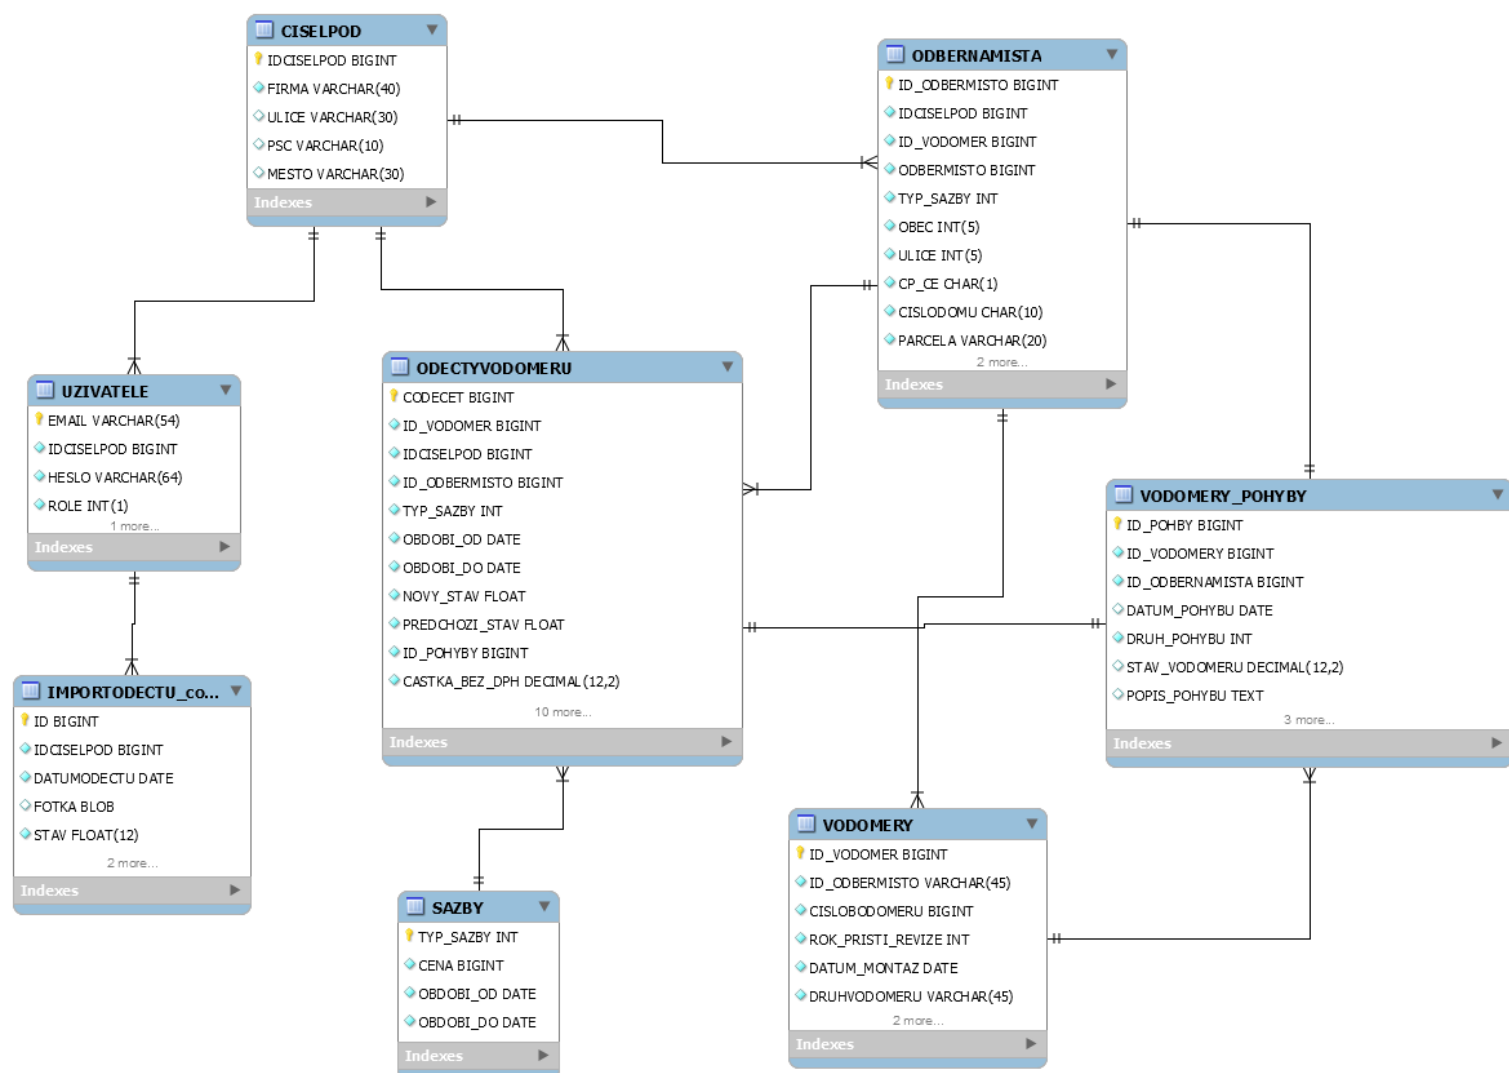 CISELPOD
IDCISELPOD BIGINT
FIRMA VARCHAR(40)
ULICE VARCHAR(30)
PSC VARCHAR(10)
MESTO VARCHAR(30)
Indexes
ODBERNAMISTA
ID_ODBERMISTO BIGINT
IDCISELPOD BIGINT
ID_VODOMER BIGINT
ODBERMISTO BIGINT
TYP_SAZBY INT
OBEC INT(5)
ULICE INT(5)
CP_CE CHAR(1)
CISLODOMU CHAR(10)
PARCELA VARCHAR(20)
2 more...
Indexes
UZIVATELE
EMAIL VARCHAR(54)
IDCISELPOD BIGINT
HESLO VARCHAR(64)
ROLE INT(1)
1 more...
Indexes
ODECTYVODOMERU
CODECET BIGINT
ID_VODOMER BIGINT
IDCISELPOD BIGINT
ID_ODBERMISTO BIGINT
TYP_SAZBY INT
OBDOBI_OD DATE
OBDOBI_DO DATE
NOVY_STAV FLOAT
PREDCHOZI_STAV FLOAT
ID_POHYBY BIGINT
CASTKA_BEZ_DPH DECIMAL(12,2)
10 more...
Indexes
VODOMERY_POHYBY
ID_POHBY BIGINT
ID_VODOMERY BIGINT
ID_ODBERNAMISTA BIGINT
DATUM_POHYBU DATE
DRUH_POHYBU INT
STAV_VODOMERU DECIMAL(12,2)
POPIS_POHYBU TEXT
3 more...
Indexes
IMPORTODECTU_co...
ID BIGINT
IDCISELPOD BIGINT
DATUMODECTU DATE
FOTKA BLOB
STAV FLOAT(12)
2 more...
Indexes
SAZBY
TYP_SAZBY INT
CENA BIGINT
OBDOBI_OD DATE
OBDOBI_DO DATE
Indexes
VODOMERY
ID_VODOMER BIGINT
ID_ODBERMISTO VARCHAR(45)
CISLOBODOMERU BIGINT
ROK_PRISTI_REVIZE INT
DATUM_MONTAZ DATE
DRUHVODOMERU VARCHAR(45)
2 more...
Indexes